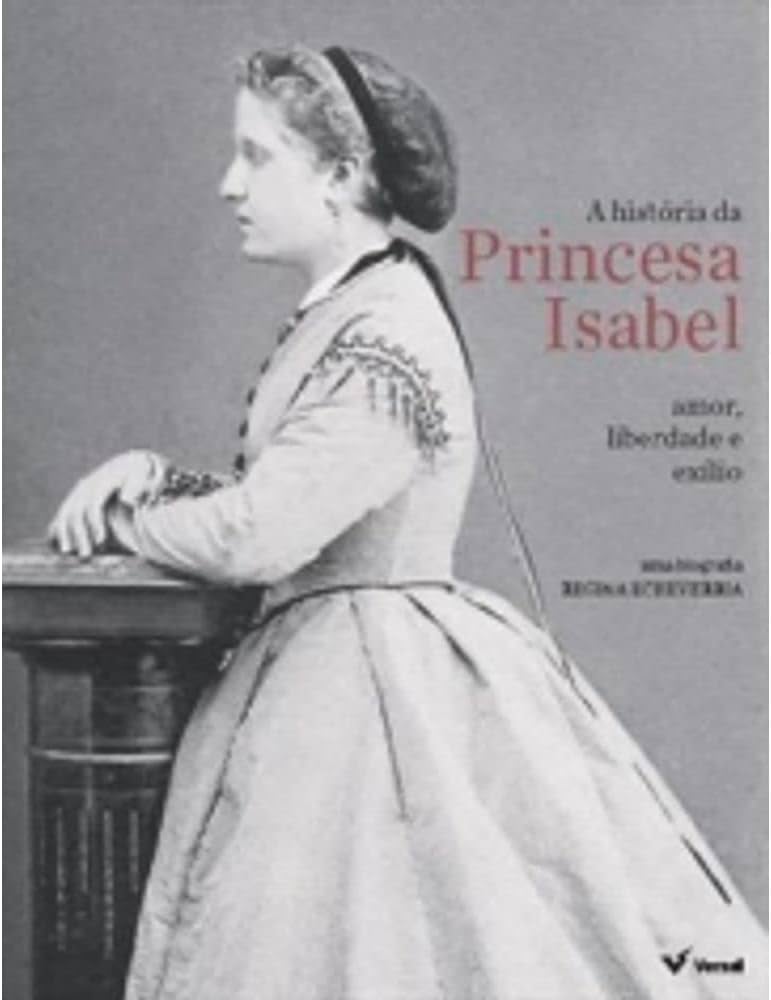 A história da
Princesa
Isabel
amor,
liberdade e
exílio
uma biografia
REGINA ECHEVERRIA
Versal